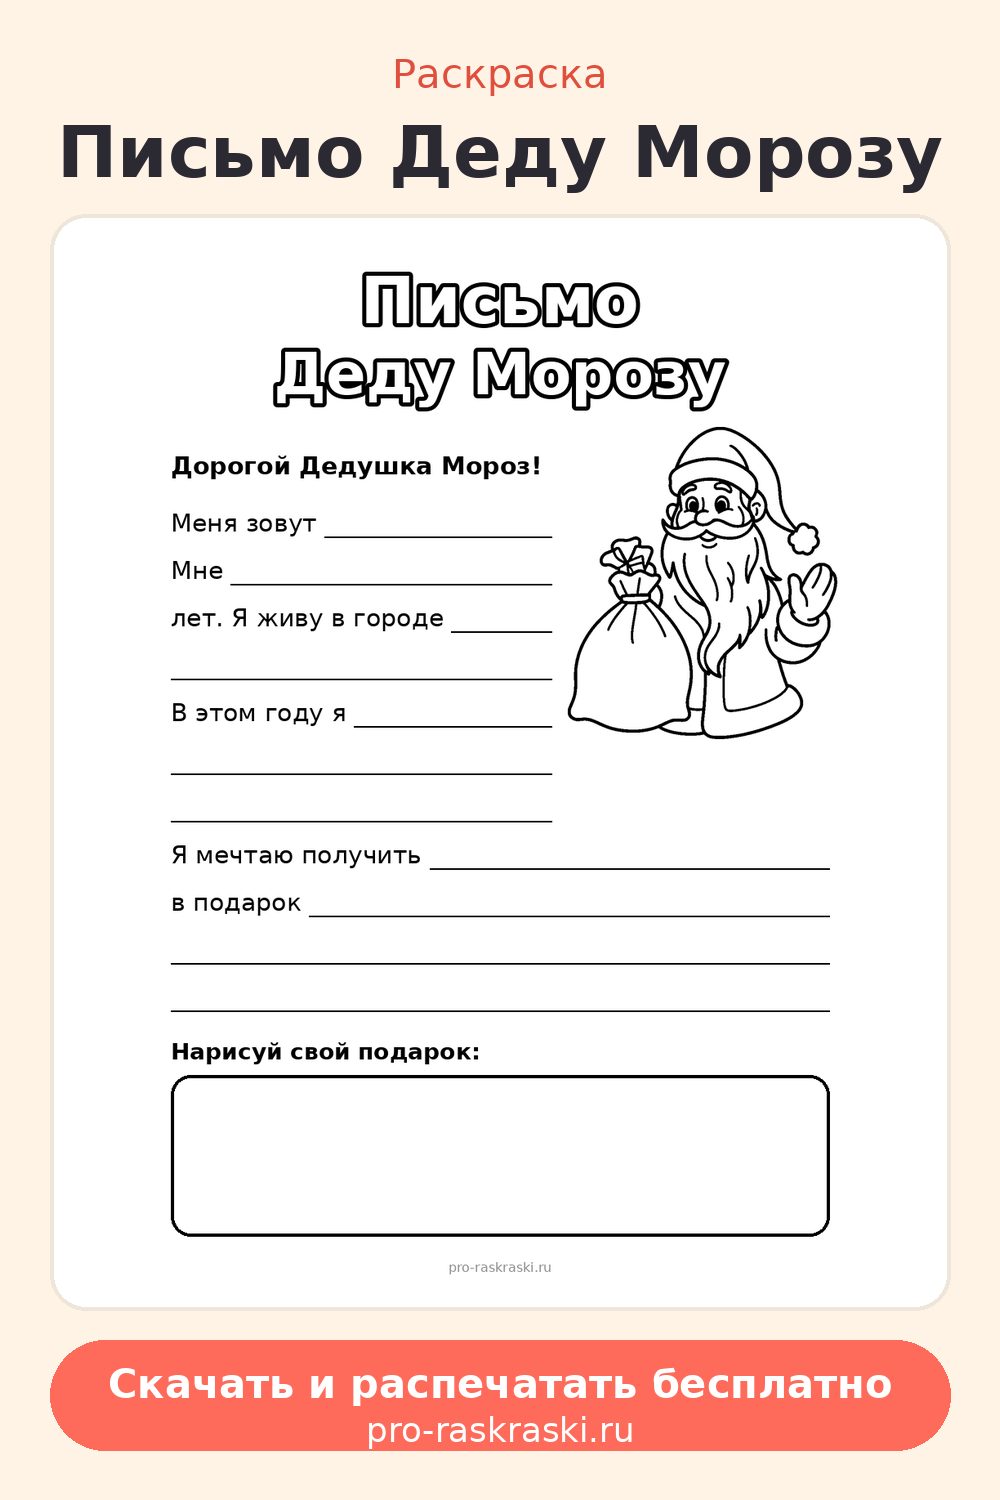 Раскраска
Письмо Деду Морозу
Письмо
Деду Морозу
Дорогой Дедушка Мороз!
Меня зовут
Мне
лет. Я живу в городе
В этом году я
Я мечтаю получить
в подарок
Нарисуй свой подарок:
pro-raskraski.ru
Скачать и распечатать бесплатно
pro-raskraski.ru